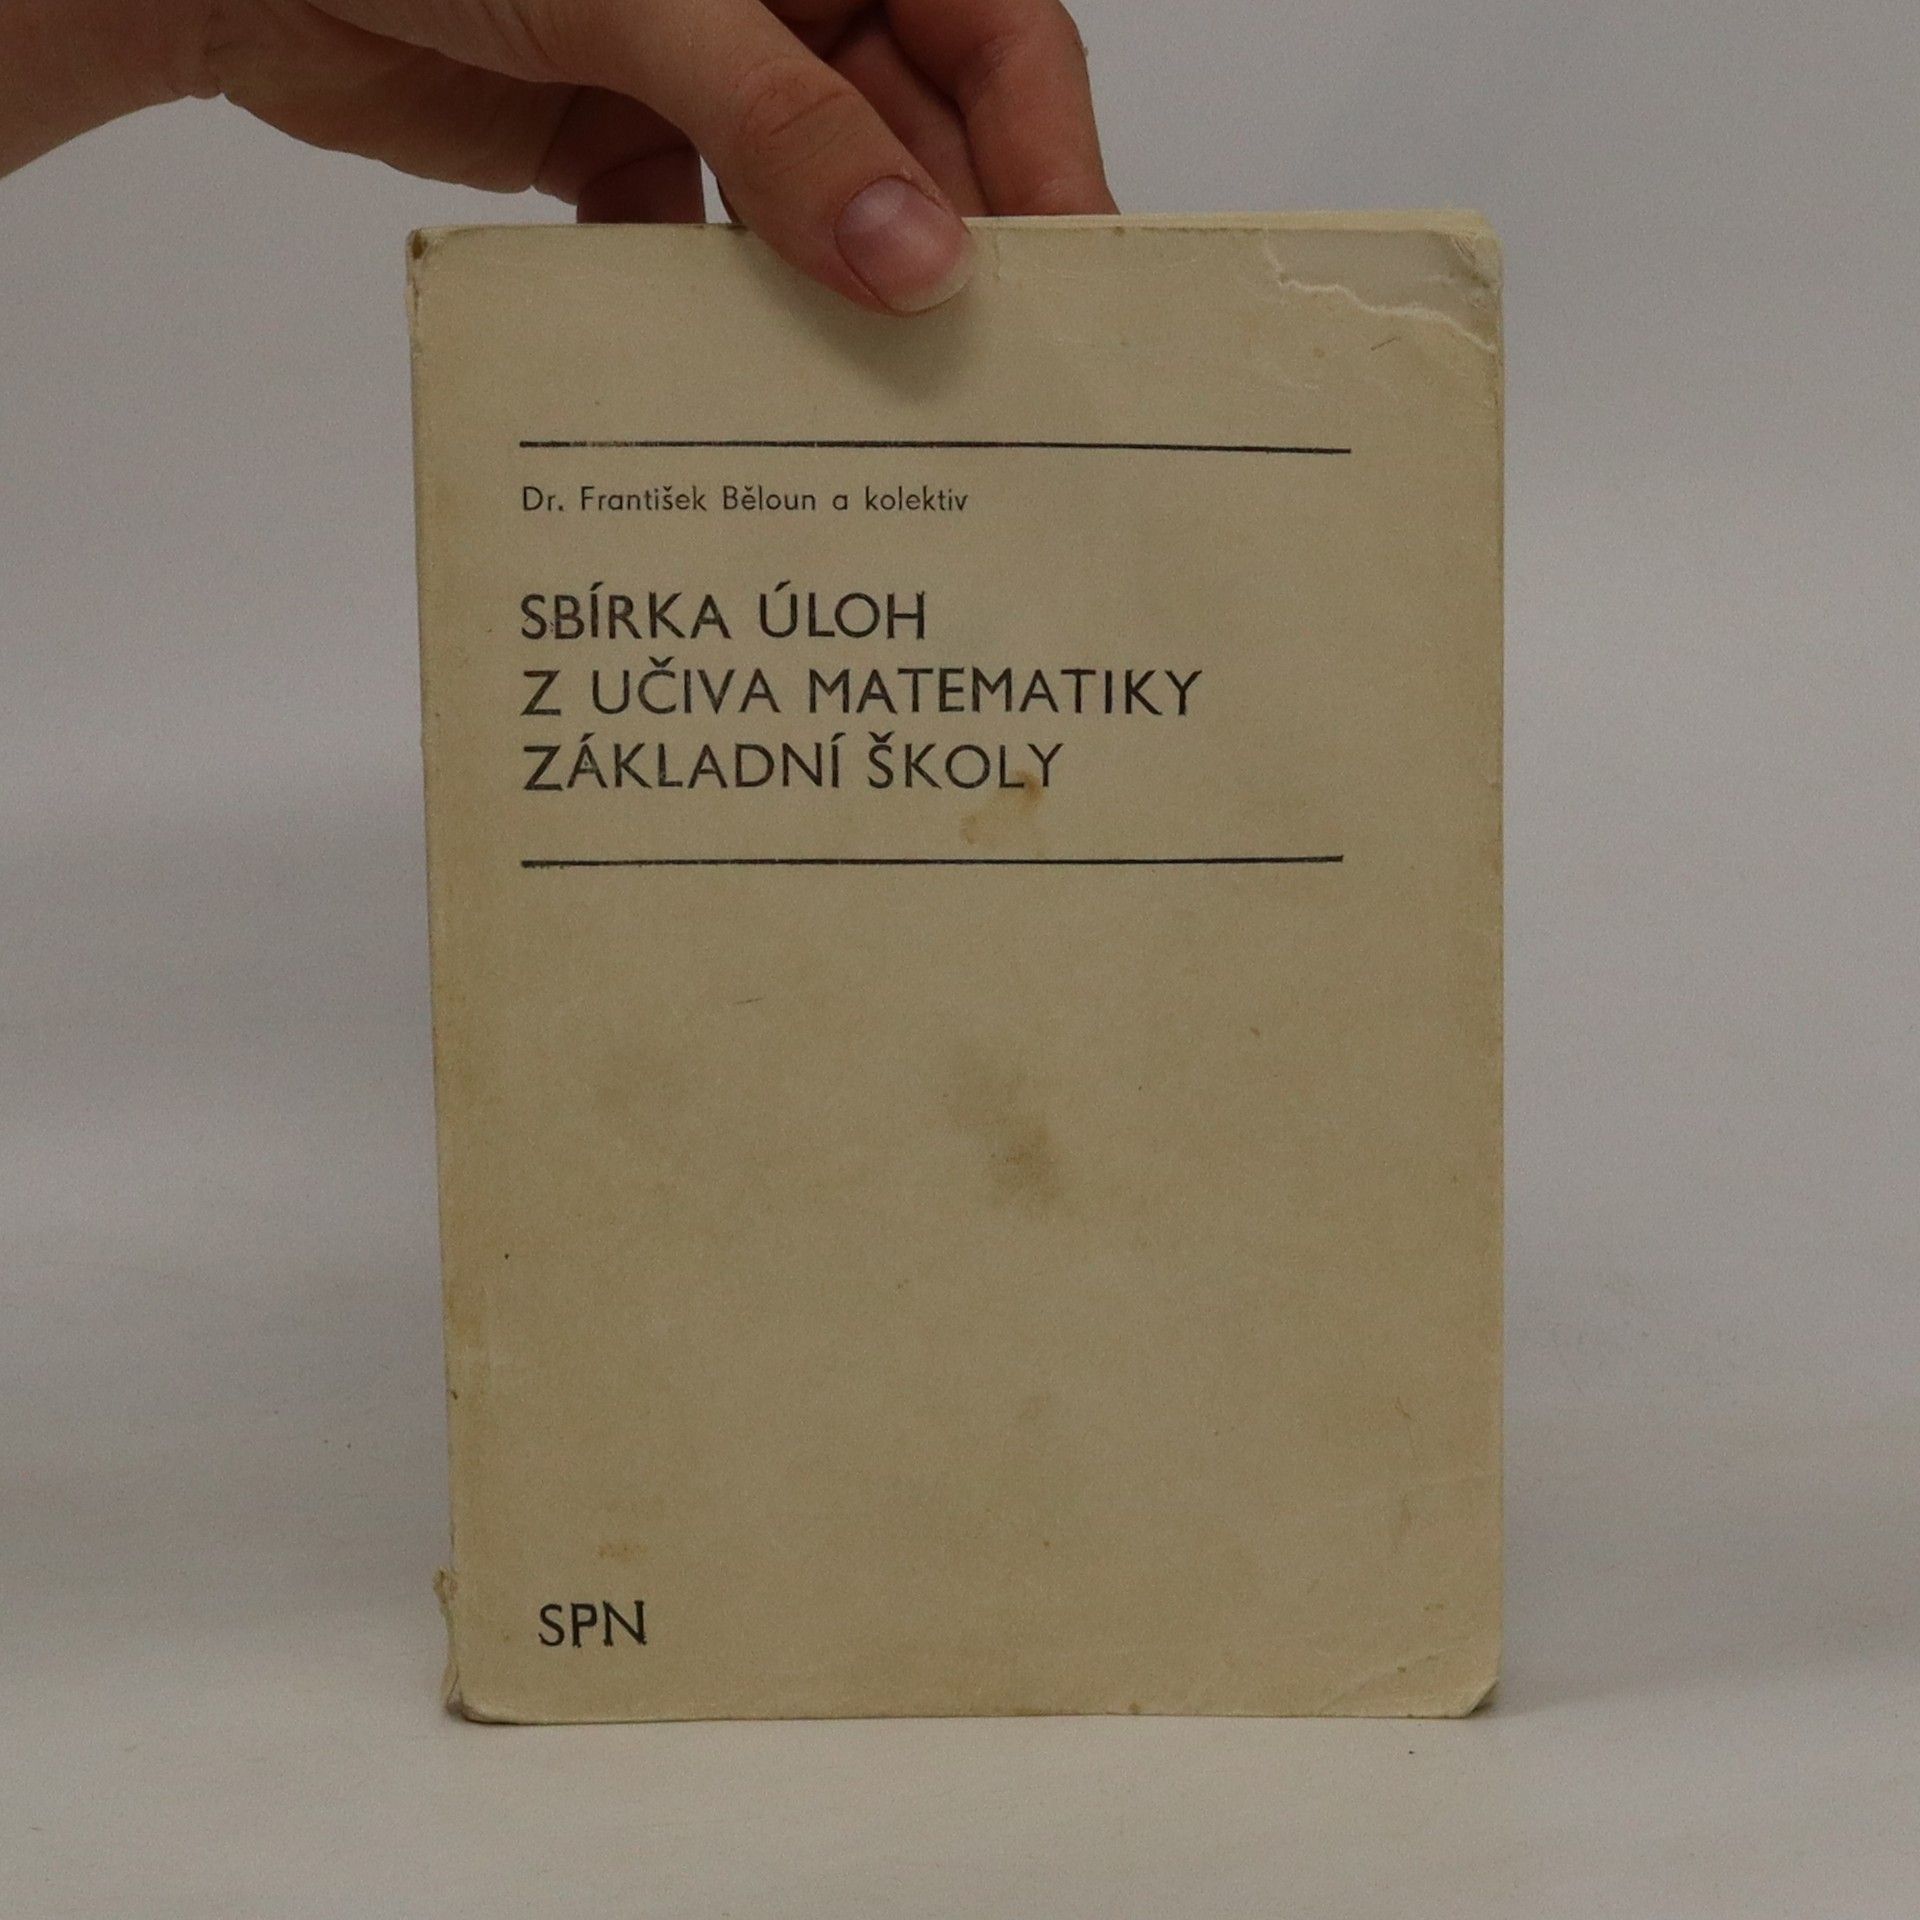 Dr. František Běloun a kolektiv
SBÍRKA ÚLOH
Z UČIVA MATEMATIKY
ZÁKLADNÍ ŠKOLY
SPN